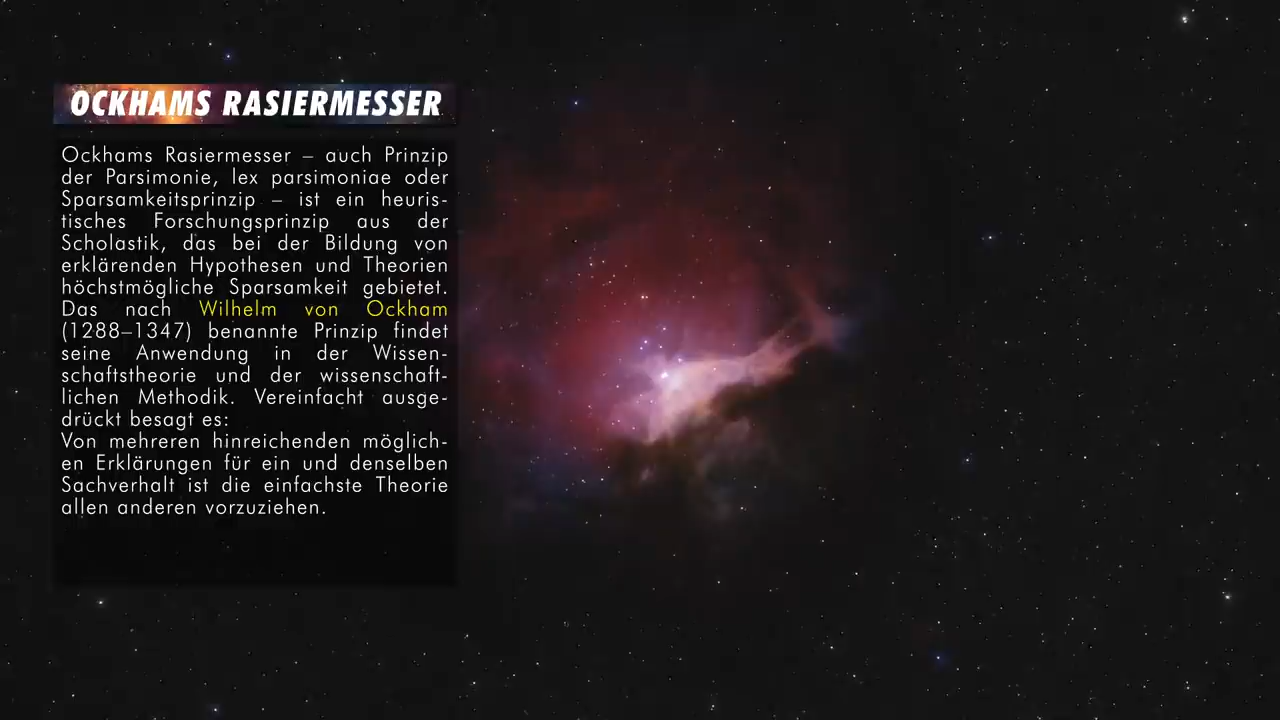 OCKHAMS RASIERMESSER
Ockhams Rasiermesser – auch Prinzip
der Parsimonie, lex parsimoniae oder
Sparsamkeitsprinzip – ist ein heuris-
tisches Forschungsprinzip aus der
Scholastik, das bei der Bildung von
erklärenden Hypothesen und Theorien
höchstmögliche Sparsamkeit gebietet.
Das nach Wilhelm von Ockham
(1288–1347) benannte Prinzip findet
seine Anwendung in der Wissen-
schaftstheorie und der wissenschaft-
lichen Methodik. Vereinfacht ausge-
drückt besagt es:
Von mehreren hinreichenden möglich-
en Erklärungen für ein und denselben
Sachverhalt ist die einfachste Theorie
allen anderen vorzuziehen.